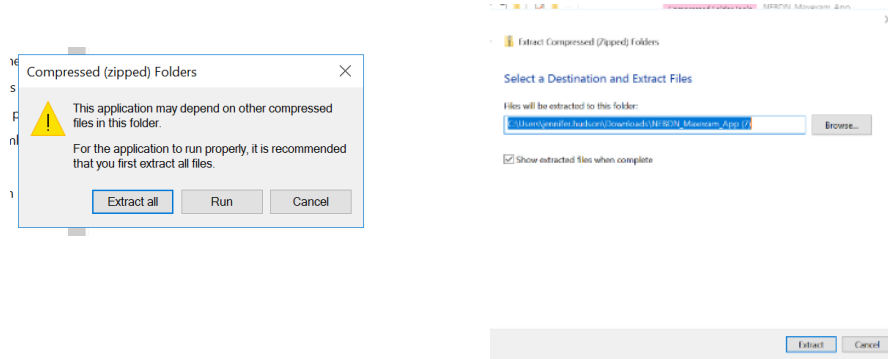 Compressed (zipped) Folders
This application may depend on other compressed
files in this folder.
For the application to run properly, it is recommended
that you first extract all files.
Extract all
Run
Cancel
Extract Compressed (Zipped) Folders
Select a Destination and Extract Files
Files will be extracted to this folder:
C:\Users\jennifer.hudson\Downloads\NEBDN_Maxexam_App (7)
Browse...
Show extracted files when complete
Extract
Cancel